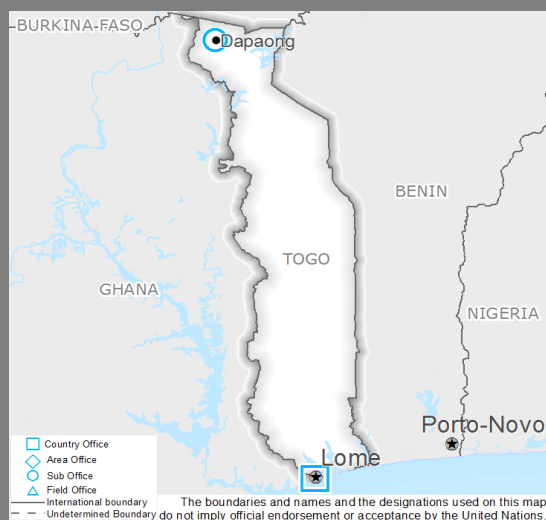 BURKINA-FASO
Dapaong
BENIN
TOGO
GHANA
NIGERIA
Porto-Novo
Lome
Country Office
Area Office
Sub Office
Field Office
International boundary
Undetermined Boundary
The boundaries and names and the designations used on this map
do not imply official endorsement or acceptance by the United Nations.